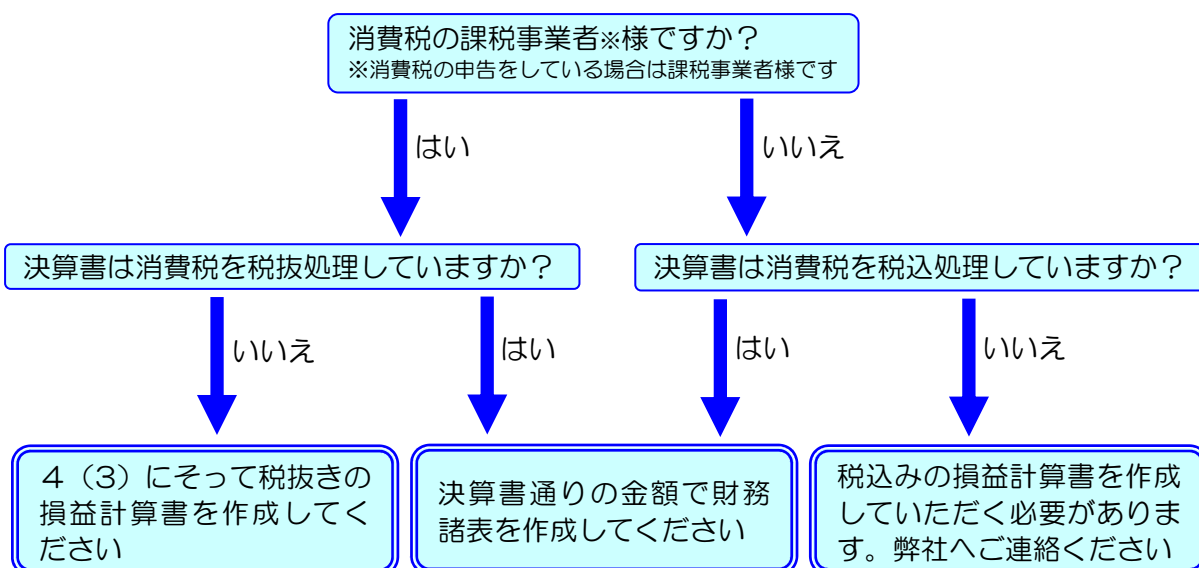 消費税の課税事業者※様ですか？
※消費税の申告をしている場合は課税事業者様です
はい
いいえ
決算書は消費税を税抜処理していますか？
決算書は消費税を税込処理していますか？
いいえ
はい
はい
いいえ
４（３）にそって税抜きの
損益計算書を作成してく
ださい
決算書通りの金額で財務
諸表を作成してください
税込みの損益計算書を作成
していただく必要がありま
す。弊社へご連絡ください